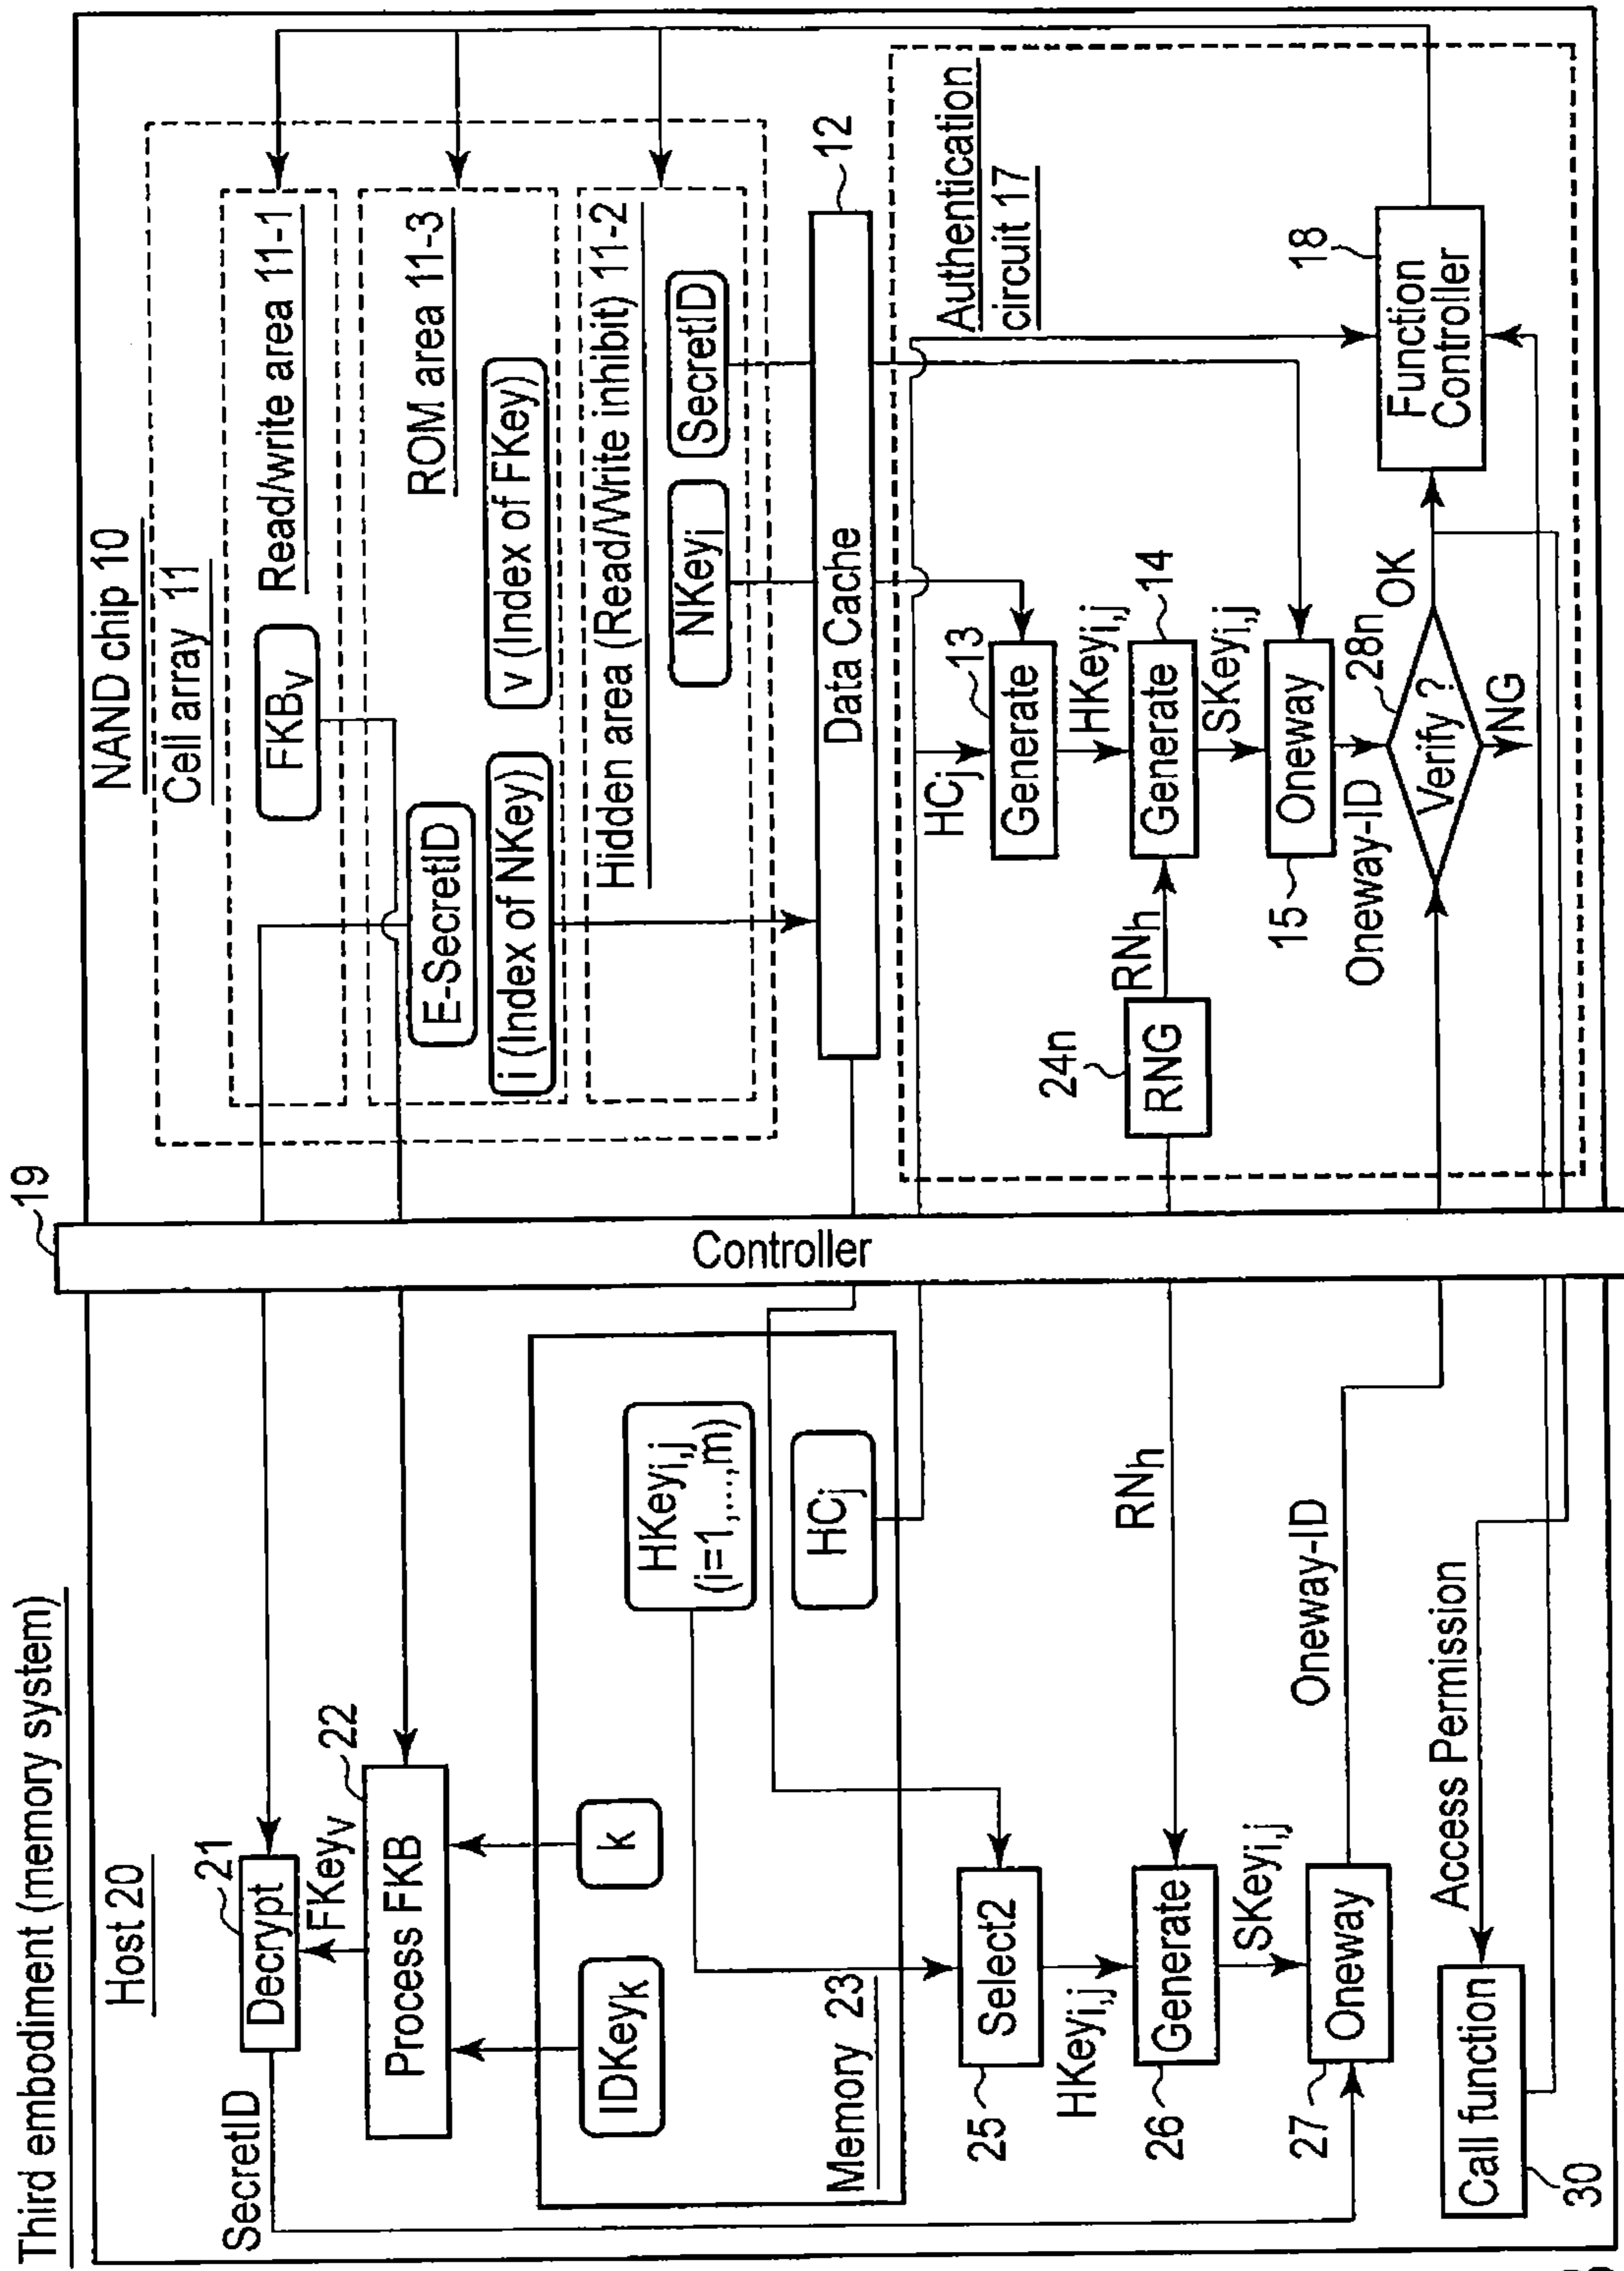 Third embodiment (memory system)
Host 20
SecretID
Decrypt
21
FKeyv
22
Process FKB
IDKeyk
k
Memory 23
HKeyi,j
(i=1,...,m)
HCj
Select2
25
HKeyi,j
Generate
26
RNh
SKeyi,j
Oneway
27
Oneway-ID
Access Permission
Call function
30
19
Controller
NAND chip 10
Cell array 11
FKBv
Read/write area 11-1
E-SecretID
ROM area 11-3
i (Index of NKey)
v (Index of FKey)
Hidden area (Read/Write inhibit) 11-2
NKeyi
SecretID
Data Cache
12
Authentication
circuit 17
HCj
13
Generate
HKeyi,j
24n
RNG
RNh
Generate
14
SKeyi,j
15
Oneway
Oneway-ID
28n
Verify ?
OK
NG
18
Function
Controller